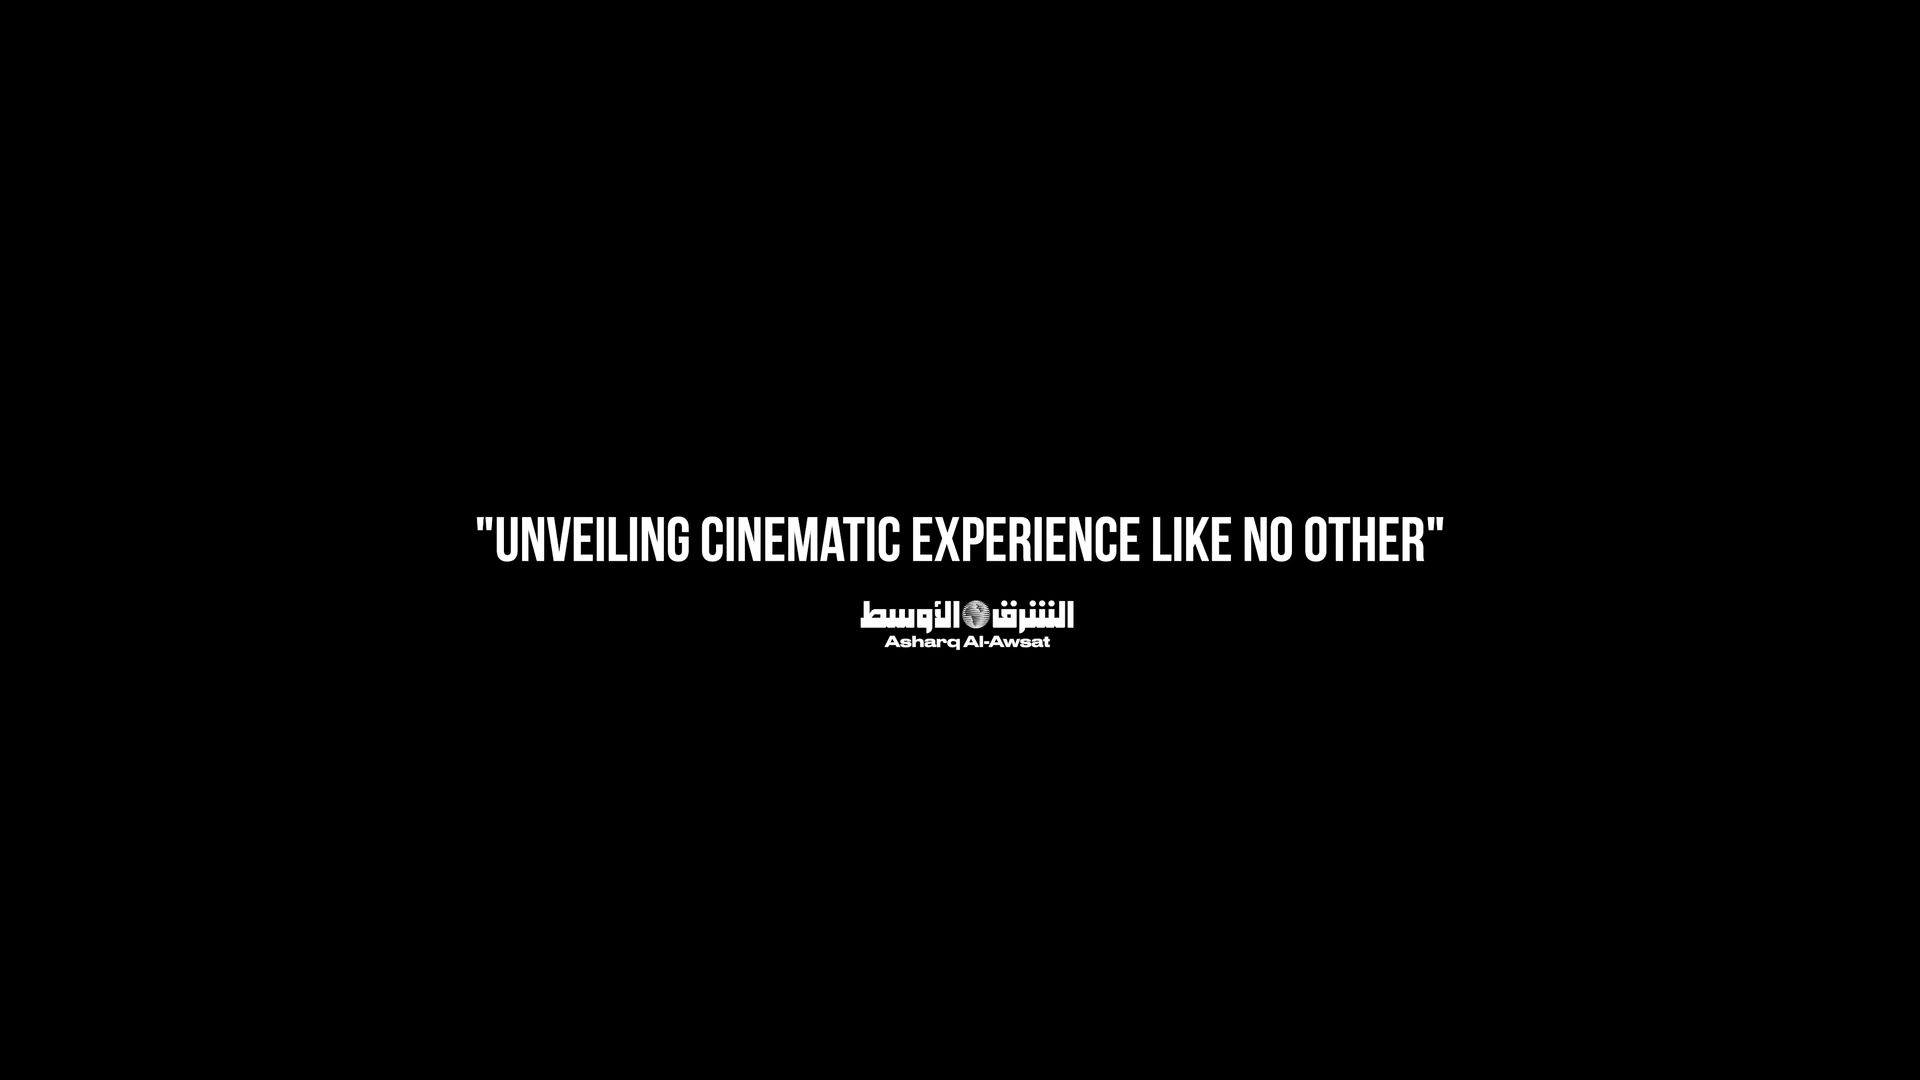 "UNVEILING CINEMATIC EXPERIENCE LIKE NO OTHER"
الشرق الأوسط
Asharq Al-Awsat